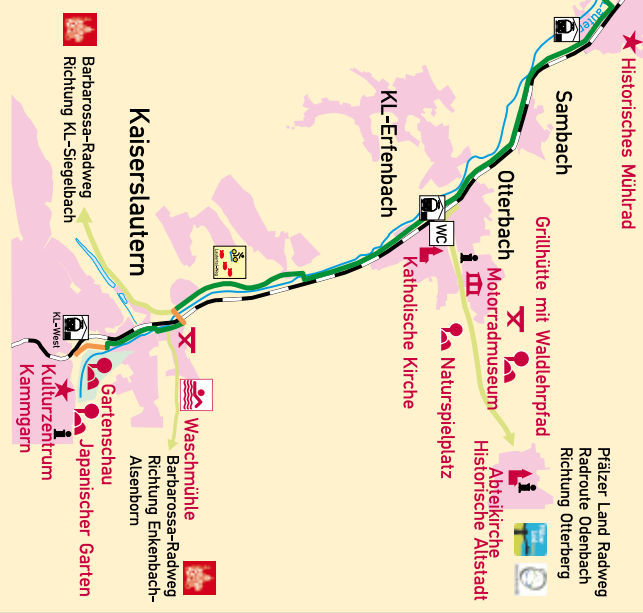 Lauter
Historisches Mühlrad
Sambach
Otterbach
KL-Erfenbach
WC
Grillhütte mit Waldlehrpfad
Motorradmuseum
Naturspielplatz
Katholische Kirche
Pfälzer Land Radweg
Radroute Odenbach
Richtung Otterberg
Abteikirche
Historische Altstadt
Barbarossa-Radweg
Richtung KL-Siegelbach
Kaiserslautern
Waschmühle
Barbarossa-Radweg
Richtung Enkenbach-
Alsenborn
KL-West
Gartenschau
Japanischer Garten
Kulturzentrum
Kammgarn